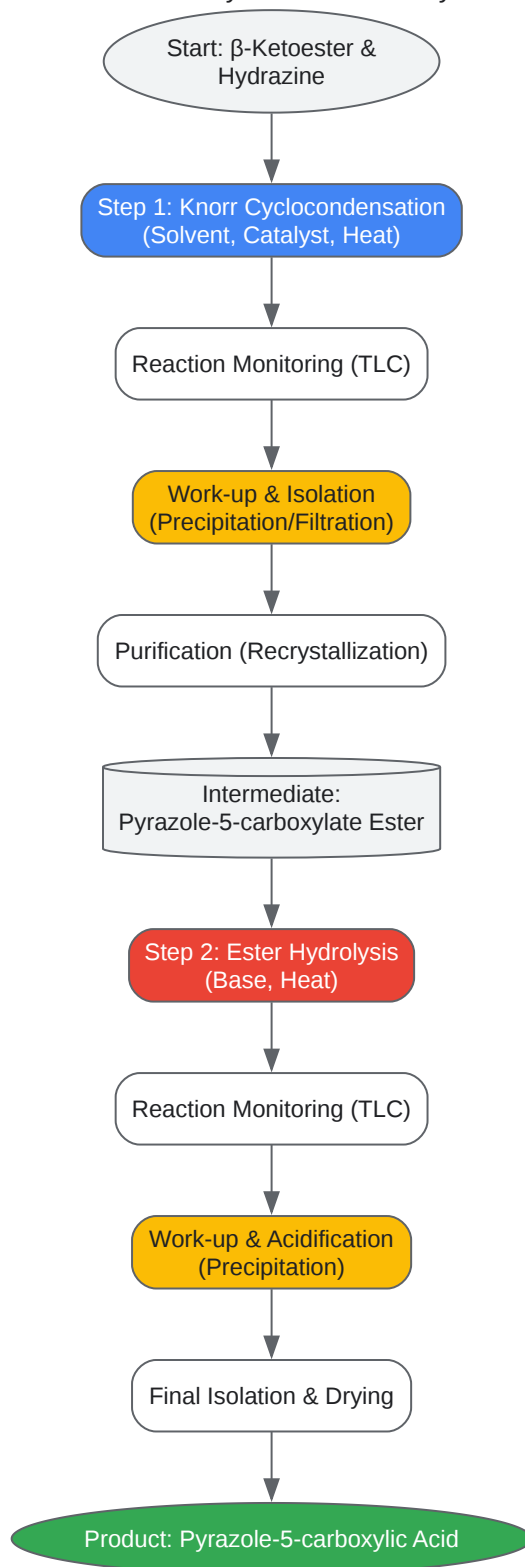 Start: β-Ketoester &
Hydrazine
Step 1: Knorr Cyclocondensation
(Solvent, Catalyst, Heat)
Reaction Monitoring (TLC)
Work-up & Isolation
(Precipitation/Filtration)
Purification (Recrystallization)
Intermediate:
Pyrazole-5-carboxylate Ester
Step 2: Ester Hydrolysis
(Base, Heat)
Reaction Monitoring (TLC)
Work-up & Acidification
(Precipitation)
Final Isolation & Drying
Product: Pyrazole-5-carboxylic Acid